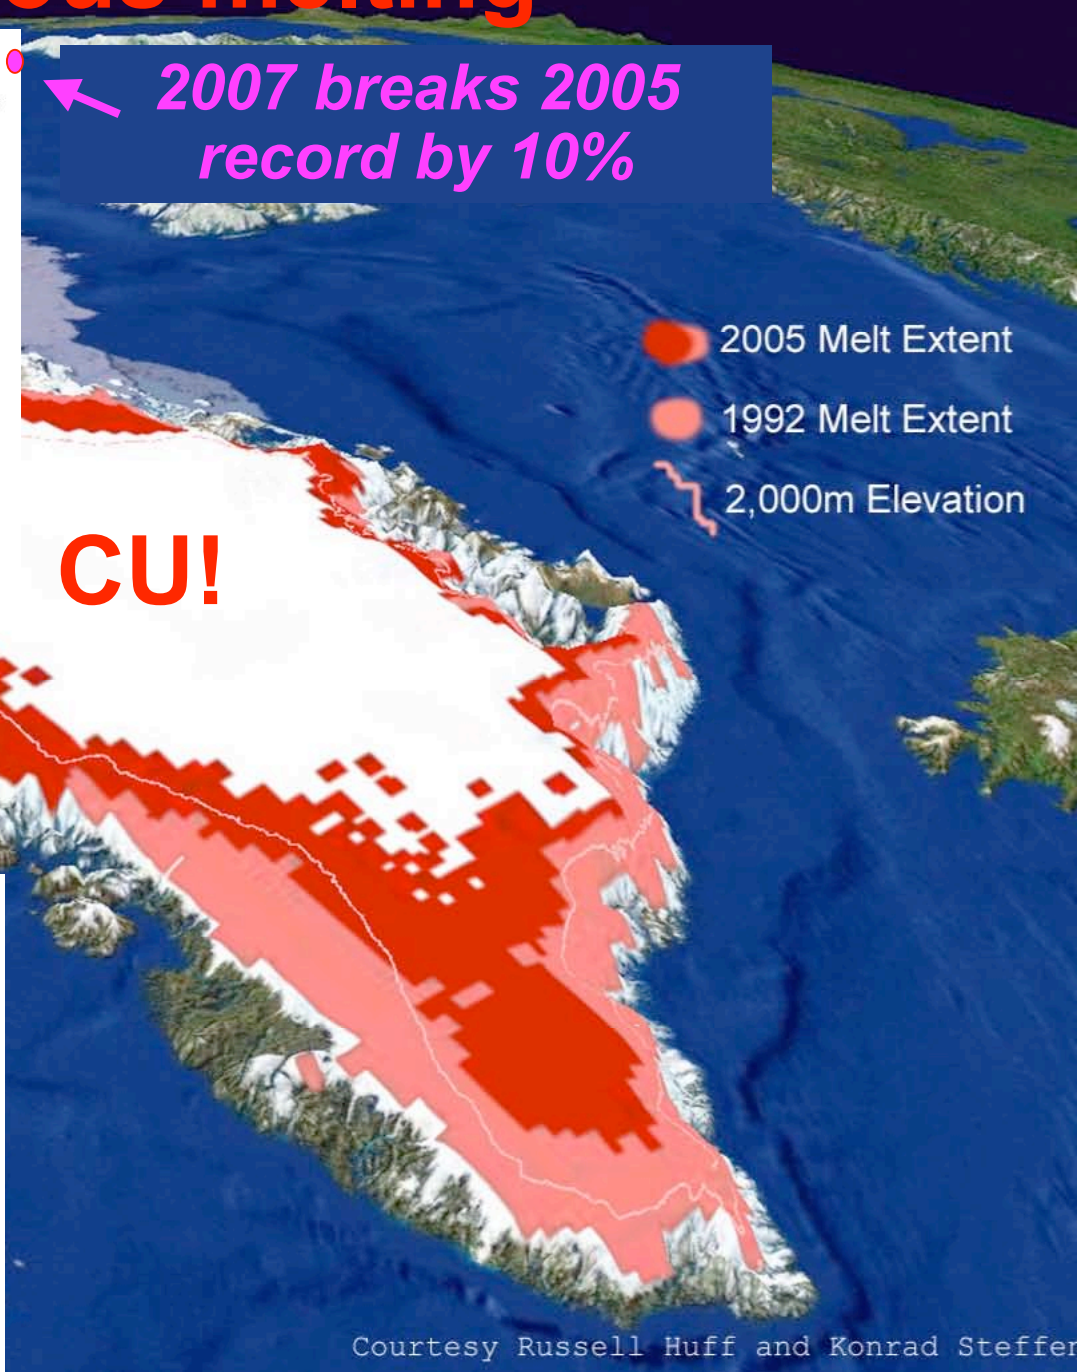 melting
2007 breaks 2005
record by 10%
2005 Melt Extent
1992 Melt Extent
2,000m Elevation
CU!
Courtesy Russell Huff and Konrad Steffen